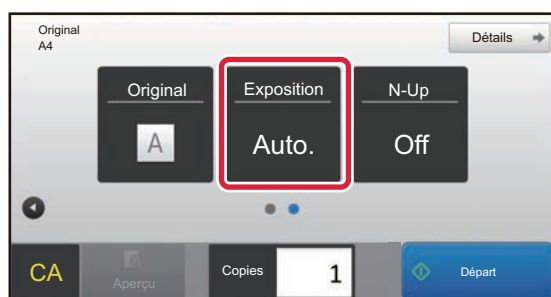 Original
A4
Détails
Original
Exposition
N-Up
A
Auto.
Off
CA
Aperçu
Copies
1
Départ